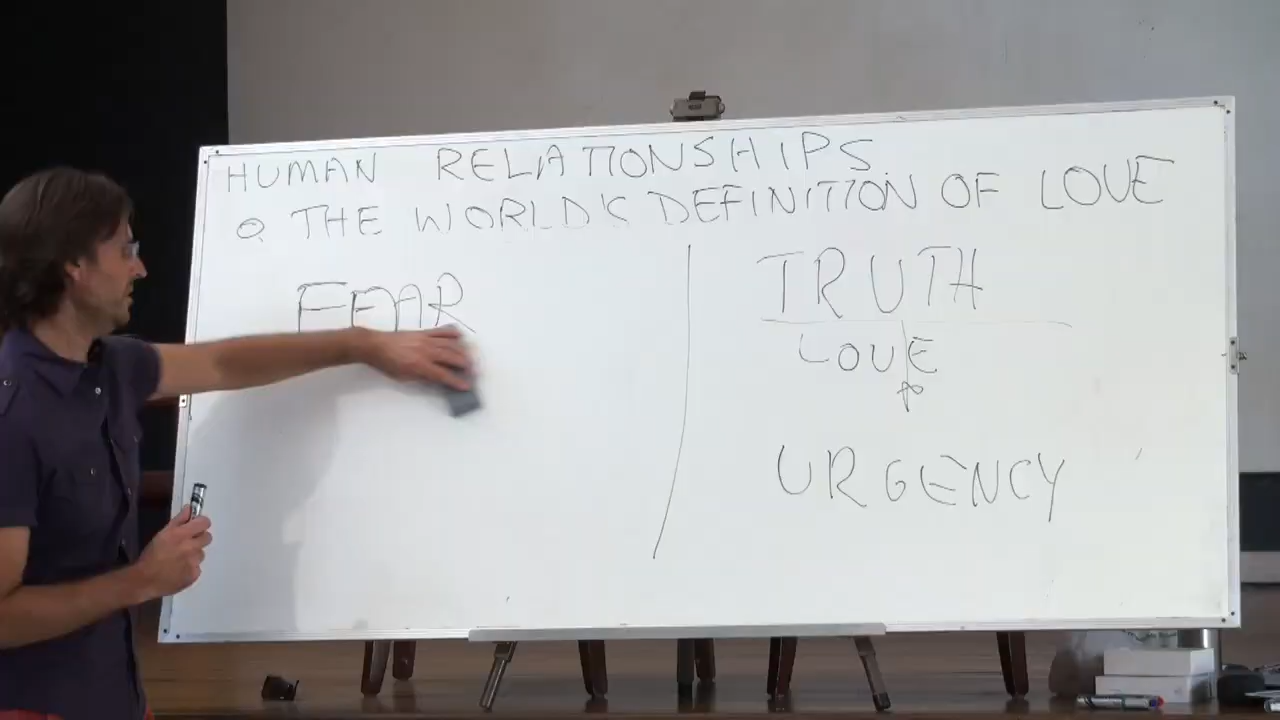 HUMAN RELATIONSHIPS.
THE WORLD'S DEFINITION OF LOVE
FEAR
TRUTH
LOVE
URGENCY